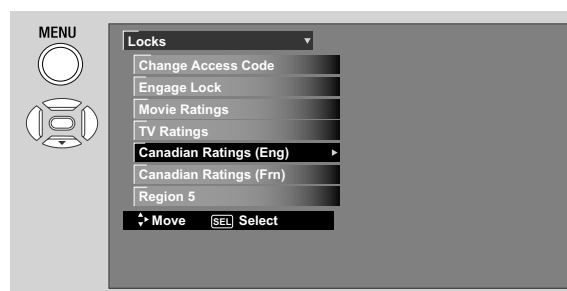 MENU
Locks
Change Access Code
Engage Lock
Movie Ratings
TV Ratings
Canadian Ratings (Eng)
Canadian Ratings (Frn)
Region 5
Move SEL Select